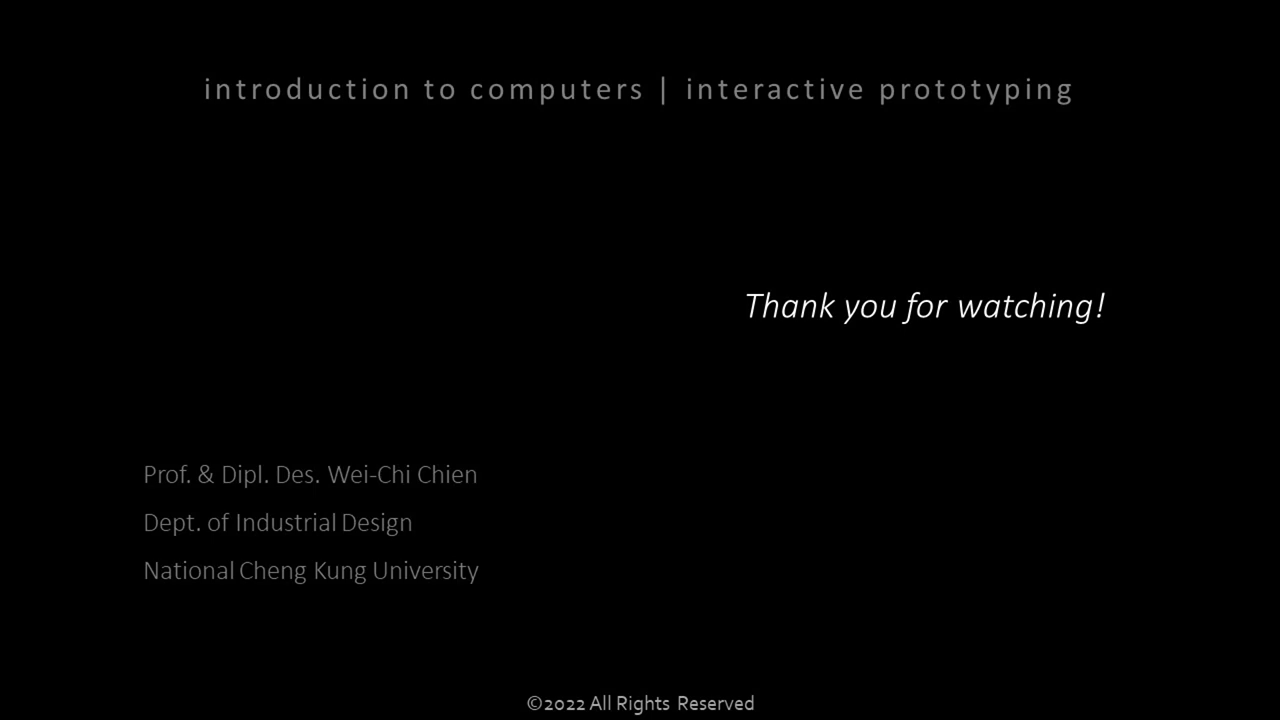 introduction to computers | interactive prototyping
Thank you for watching!
Prof. & Dipl. Des. Wei-Chi Chien
Dept. of Industrial Design
National Cheng Kung University
©2022 All Rights Reserved